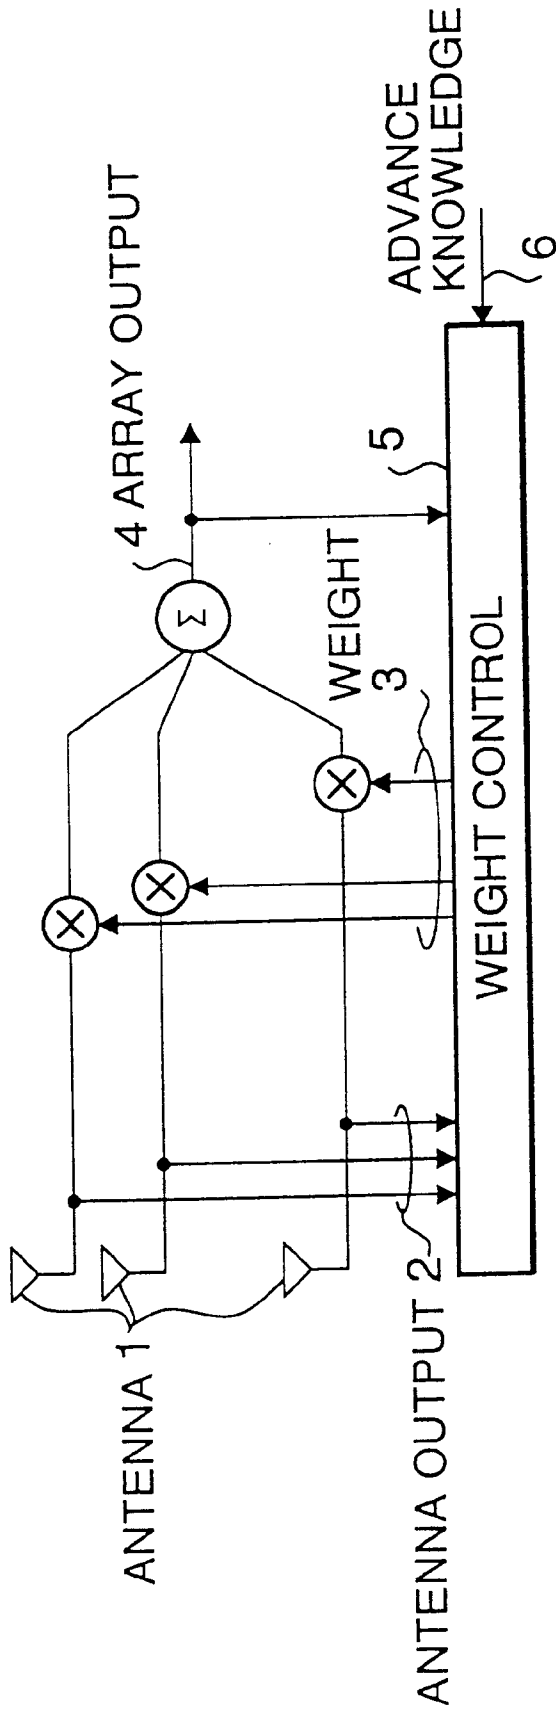 ANTENNA 1
ANTENNA OUTPUT 2
×
×
×
WEIGHT
3
Σ
4 ARRAY OUTPUT
5
WEIGHT CONTROL
ADVANCE
KNOWLEDGE
6